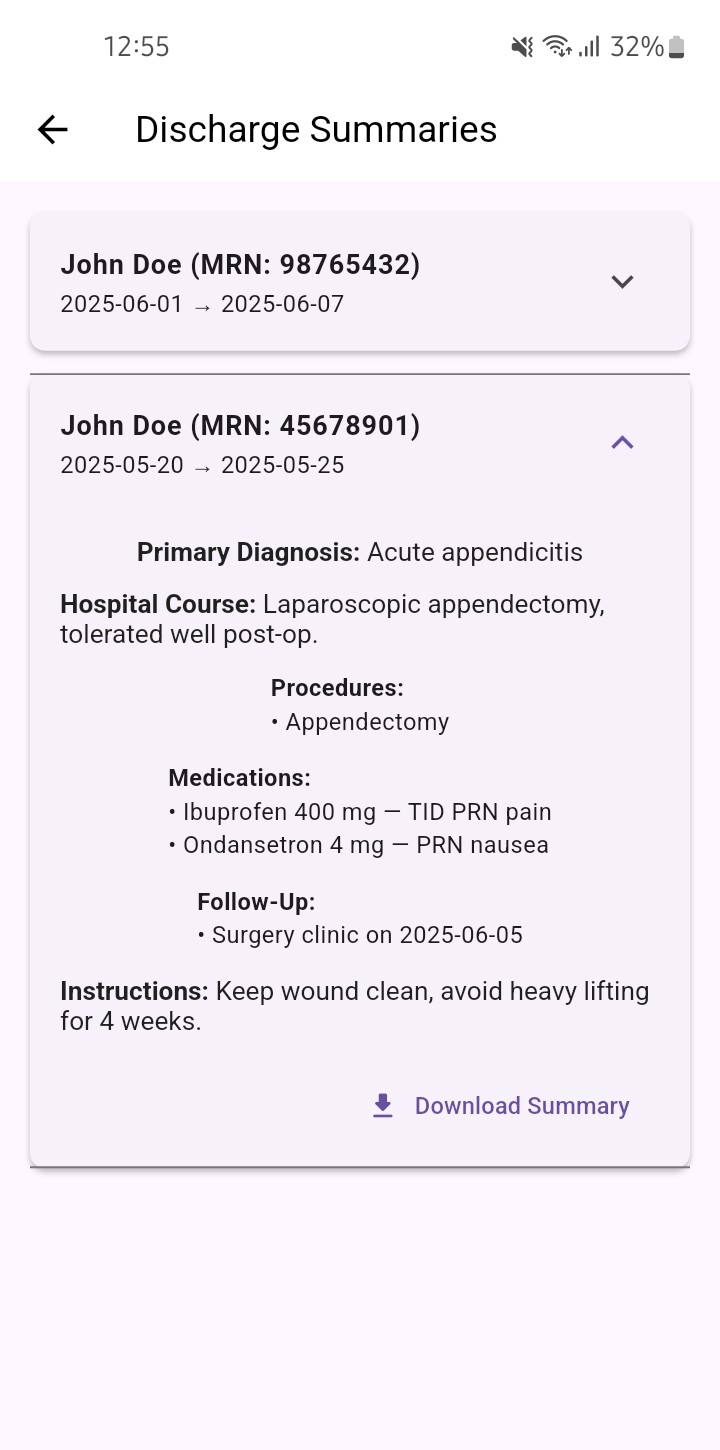 12:55
32%
Discharge Summaries
John Doe (MRN: 98765432)
2025-06-01 → 2025-06-07
John Doe (MRN: 45678901)
2025-05-20 → 2025-05-25
Primary Diagnosis: Acute appendicitis
Hospital Course: Laparoscopic appendectomy,
tolerated well post-op.
Procedures:
• Appendectomy
Medications:
• Ibuprofen 400 mg — TID PRN pain
• Ondansetron 4 mg — PRN nausea
Follow-Up:
• Surgery clinic on 2025-06-05
Instructions: Keep wound clean, avoid heavy lifting
for 4 weeks.
Download Summary